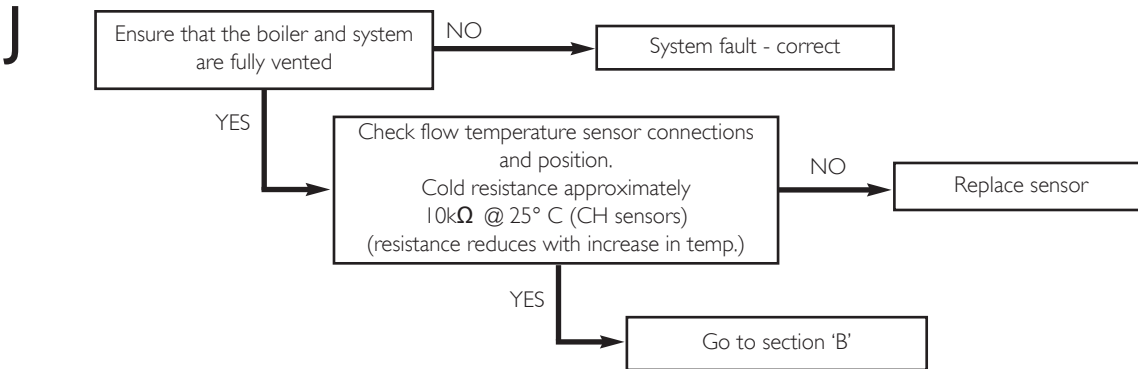 J
Ensure that the boiler and system
are fully vented
NO
System fault - correct
YES
Check flow temperature sensor connections
and position.
Cold resistance approximately
10kΩ @ 25° C (CH sensors)
(resistance reduces with increase in temp.)
NO
Replace sensor
YES
Go to section ‘B’